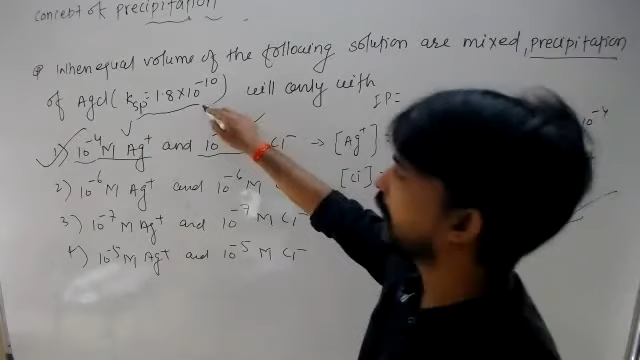 concept of precipitation
Q When equal volume of the following solution are mixed, precipitation
of Agcl ( Ksp = 1.8×10⁻¹⁰ ) will only with
IP=
1) 10⁻⁴ M Ag⁺ and 10⁻ Cl⁻ → [Ag⁺] = 10⁻⁴
2) 10⁻⁶ M Ag⁺ and 10⁻⁶ M [Cl
3) 10⁻⁷ M Ag⁺ and 10⁻⁷ M Cl⁻
4) 10⁻⁵ M Ag⁺ and 10⁻⁵ M Cl⁻